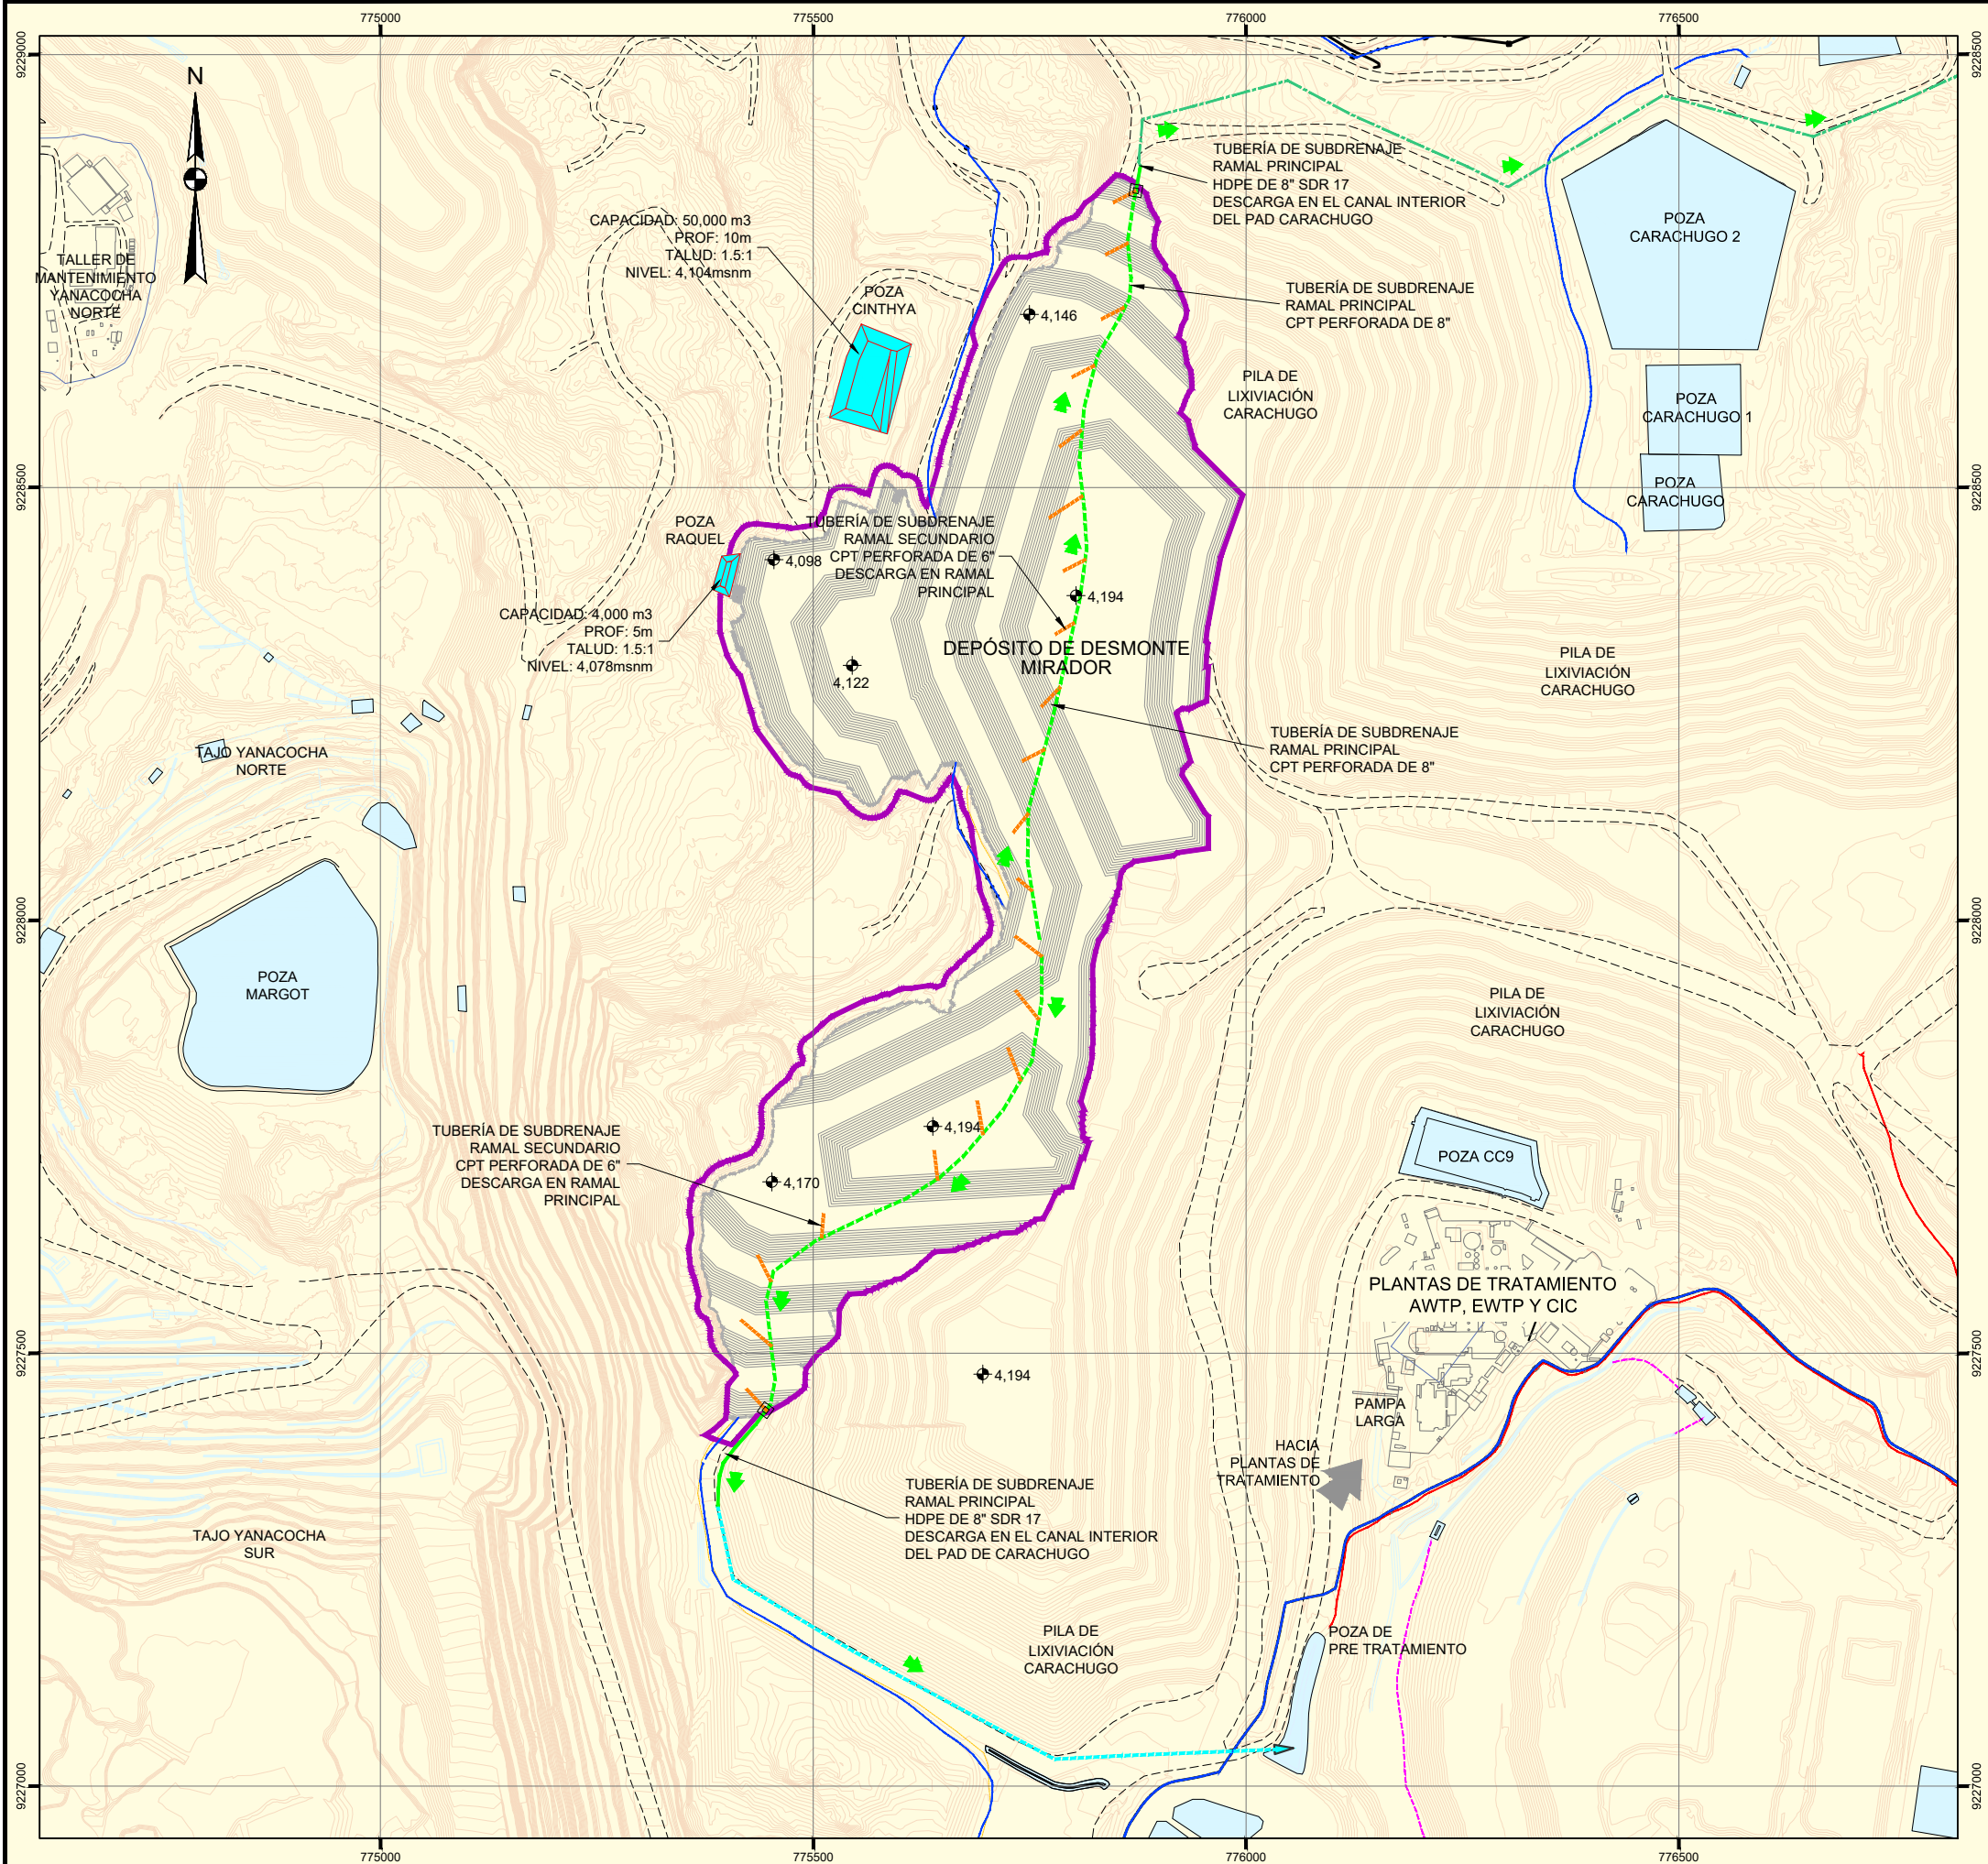 775000
775500
776000
776500
9229000
9228500
N
TUBERÍA DE SUBDRENAJE
RAMAL PRINCIPAL
HDPE DE 8" SDR 17
DESCARGA EN EL CANAL INTERIOR
DEL PAD CARACHUGO
CAPACIDAD: 50,000 m3
PROF: 10m
TALUD: 1.5:1
NIVEL: 4,104msnm
POZA
CARACHUGO 2
TALLER DE
MANTENIMIENTO
YANACOCHA
NORTE
POZA
CINTHYA
4,146
TUBERÍA DE SUBDRENAJE
RAMAL PRINCIPAL
CPT PERFORADA DE 8"
PILA DE
LIXIVIACIÓN
CARACHUGO
POZA
CARACHUGO 1
9228500
9228500
POZA
CARACHUGO
POZA
RAQUEL
4,098
TUBERÍA DE SUBDRENAJE
RAMAL SECUNDARIO
CPT PERFORADA DE 6"
DESCARGA EN RAMAL
PRINCIPAL
4,194
CAPACIDAD: 4,000 m3
PROF: 5m
TALUD: 1.5:1
NIVEL: 4,078msnm
4,122
DEPÓSITO DE DESMONTE
MIRADOR
PILA DE
LIXIVIACIÓN
CARACHUGO
TAJO YANACOCHA
NORTE
TUBERÍA DE SUBDRENAJE
RAMAL PRINCIPAL
CPT PERFORADA DE 8"
9228000
9228000
POZA
MARGOT
PILA DE
LIXIVIACIÓN
CARACHUGO
TUBERÍA DE SUBDRENAJE
RAMAL SECUNDARIO
CPT PERFORADA DE 6"
DESCARGA EN RAMAL
PRINCIPAL
4,194
4,170
POZA CC9
PLANTAS DE TRATAMIENTO
AWTP, EWTP Y CIC
9227500
9227500
4,194
PAMPA
LARGA
HACIA
PLANTAS DE
TRATAMIENTO
TUBERÍA DE SUBDRENAJE
RAMAL PRINCIPAL
HDPE DE 8" SDR 17
DESCARGA EN EL CANAL INTERIOR
DEL PAD DE CARACHUGO
TAJO YANACOCHA
SUR
PILA DE
LIXIVIACIÓN
CARACHUGO
POZA DE
PRE TRATAMIENTO
9227000
9227000
775000
775500
776000
776500